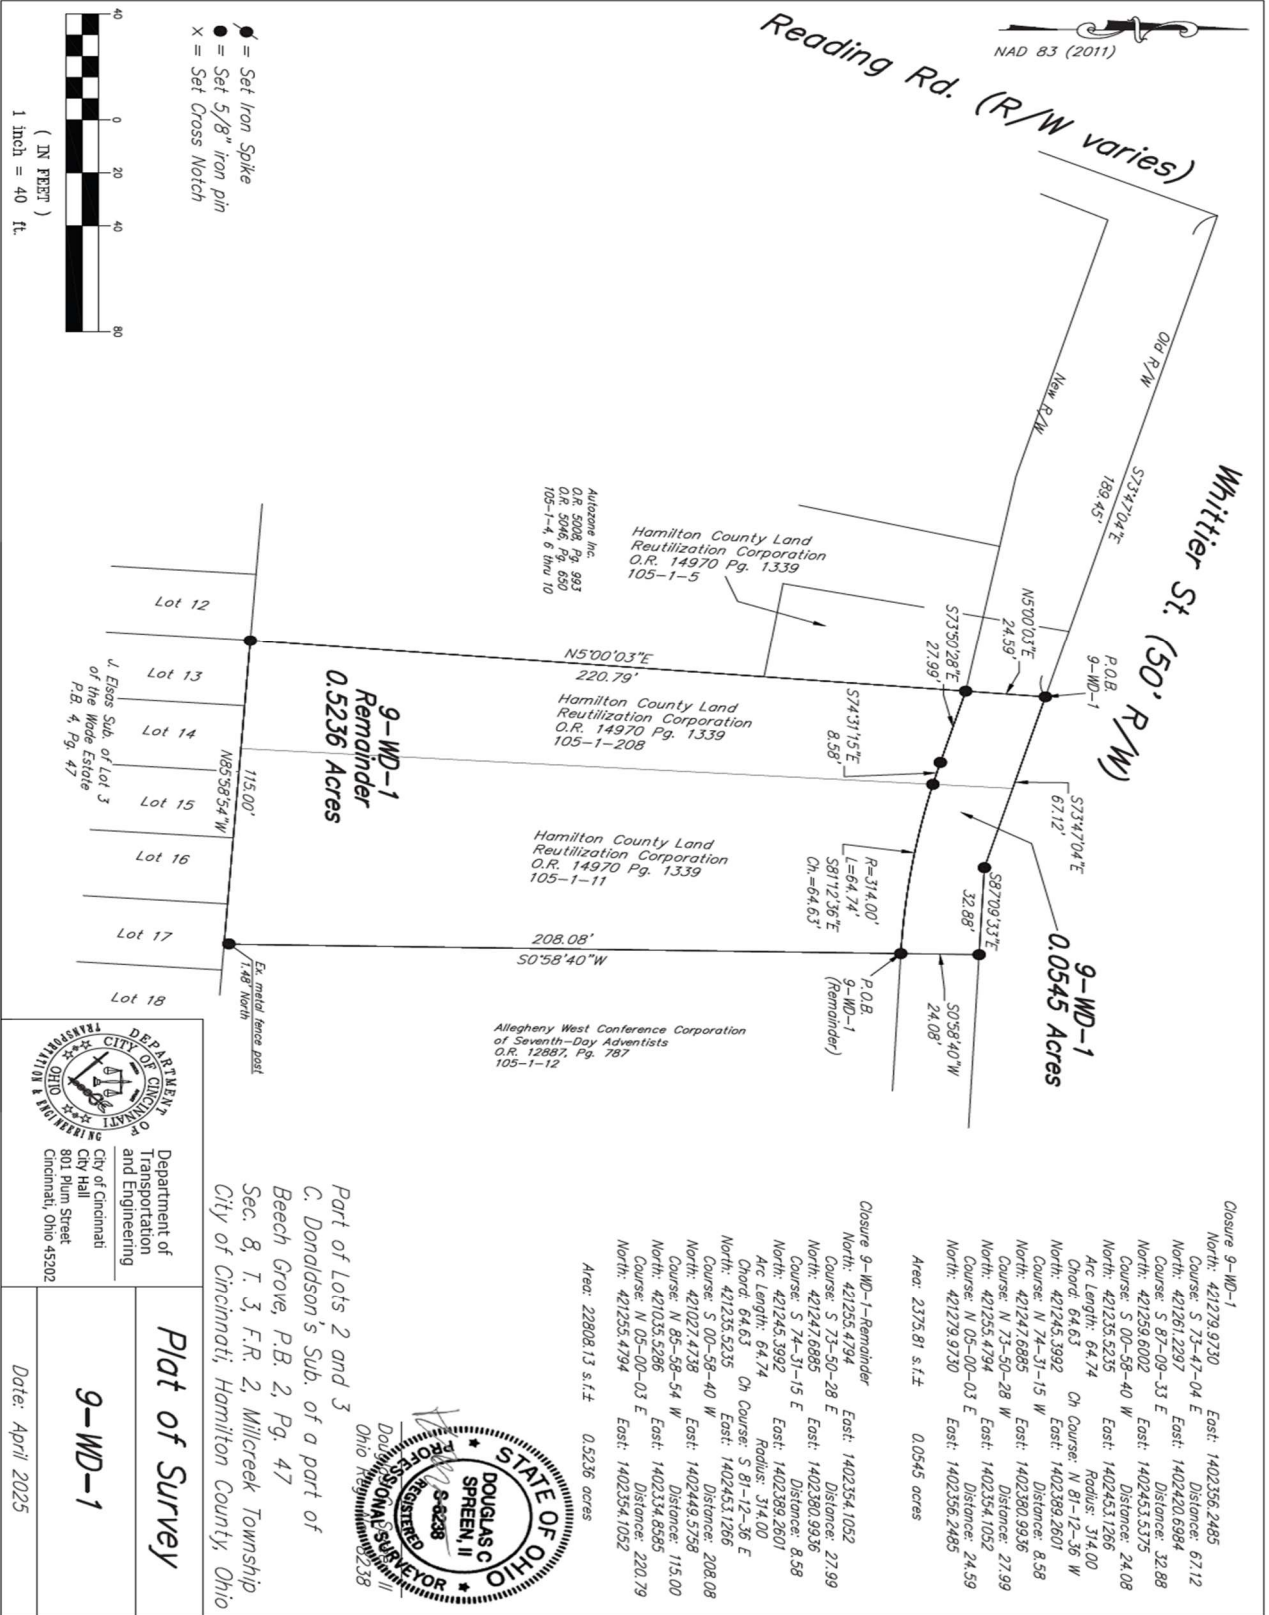 NAD 83 (2011)
Reading Rd. (R/W varies)
Whittier St. (50' R/W)
Old R/W
New R/W
S73°47'04"E
189.45'
P.O.B.
9-WD-1
N5°00'03"E
24.59'
S73°47'04"E
67.12'
S87°09'33"E
32.88'
9-WD-1
0.0545 Acres
S0°58'40"W
24.08'
S73°50'28"E
27.99'
S74°31'15"E
8.58'
R=314.00'
L=64.74'
S81°12'36"E
Ch.=64.63'
P.O.B.
9-WD-1
(Remainder)
Hamilton County Land
Reutilization Corporation
O.R. 14970 Pg. 1339
105-1-5
Autozone Inc.
O.R. 5008, Pg. 993
O.R. 5046, Pg. 650
105-1-4, 6 thru 10
N5°00'03"E
220.79'
Hamilton County Land
Reutilization Corporation
O.R. 14970 Pg. 1339
105-1-208
Hamilton County Land
Reutilization Corporation
O.R. 14970 Pg. 1339
105-1-11
208.08'
S0°58'40"W
Allegheny West Conference Corporation
of Seventh-Day Adventists
O.R. 12887, Pg. 787
105-1-12
9-WD-1
Remainder
0.5236 Acres
115.00'
N85°58'54"W
Ex. metal fence post
1.48' North
Lot 12
Lot 13
Lot 14
Lot 15
Lot 16
Lot 17
Lot 18
J. Elsas Sub. of Lot 3
of the Wade Estate
P.B. 4, Pg. 47
= Set Iron Spike
= Set 5/8" iron pin
x = Set Cross Notch
40 0 20 40 80
( IN FEET )
1 inch = 40 ft.
Closure 9-WD-1
North: 421279.9730 East: 1402356.2485
Course: S 73-47-04 E Distance: 67.12
North: 421261.2297 East: 1402420.6984
Course: S 87-09-33 E Distance: 32.88
North: 421259.6002 East: 1402453.5375
Course: S 00-58-40 W Distance: 24.08
North: 421235.5235 East: 1402453.1266
Arc Length: 64.74 Radius: 314.00
Chord: 64.63 Ch Course: N 81-12-36 W
North: 421245.3992 East: 1402389.2601
Course: N 74-31-15 W Distance: 8.58
North: 421247.6885 East: 1402380.9936
Course: N 73-50-28 W Distance: 27.99
North: 421255.4794 East: 1402354.1052
Course: N 05-00-03 E Distance: 24.59
North: 421279.9730 East: 1402356.2485
Area: 2375.81 s.f.± 0.0545 acres
Closure 9-WD-1-Remainder
North: 421255.4794 East: 1402354.1052
Course: S 73-50-28 E Distance: 27.99
North: 421247.6885 East: 1402380.9936
Course: S 74-31-15 E Distance: 8.58
North: 421245.3992 East: 1402389.2601
Arc Length: 64.74 Radius: 314.00
Chord: 64.63 Ch Course: S 81-12-36 E
North: 421235.5235 East: 1402453.1266
Course: S 00-58-40 W Distance: 208.08
North: 421027.4738 East: 1402449.5758
Course: N 85-58-54 W Distance: 115.00
North: 421035.5286 East: 1402334.8585
Course: N 05-00-03 E Distance: 220.79
North: 421255.4794 East: 1402354.1052
Area: 22808.13 s.f.± 0.5236 acres
STATE OF OHIO
DOUGLAS C
SPREEN, II
S-8238
REGISTERED
PROFESSIONAL SURVEYOR
Ohio Reg.
Part of Lots 2 and 3
C. Donaldson's Sub. of a part of
Beech Grove, P.B. 2, Pg. 47
Sec. 8, T. 3, F.R. 2, Millcreek Township
City of Cincinnati, Hamilton County, Ohio
DEPARTMENT OF
TRANSPORTATION & ENGINEERING
CITY OF CINCINNATI
OHIO
Department of
Transportation
and Engineering
City of Cincinnati
City Hall
801 Plum Street
Cincinnati, Ohio 45202
Plat of Survey
9-WD-1
Date: April 2025